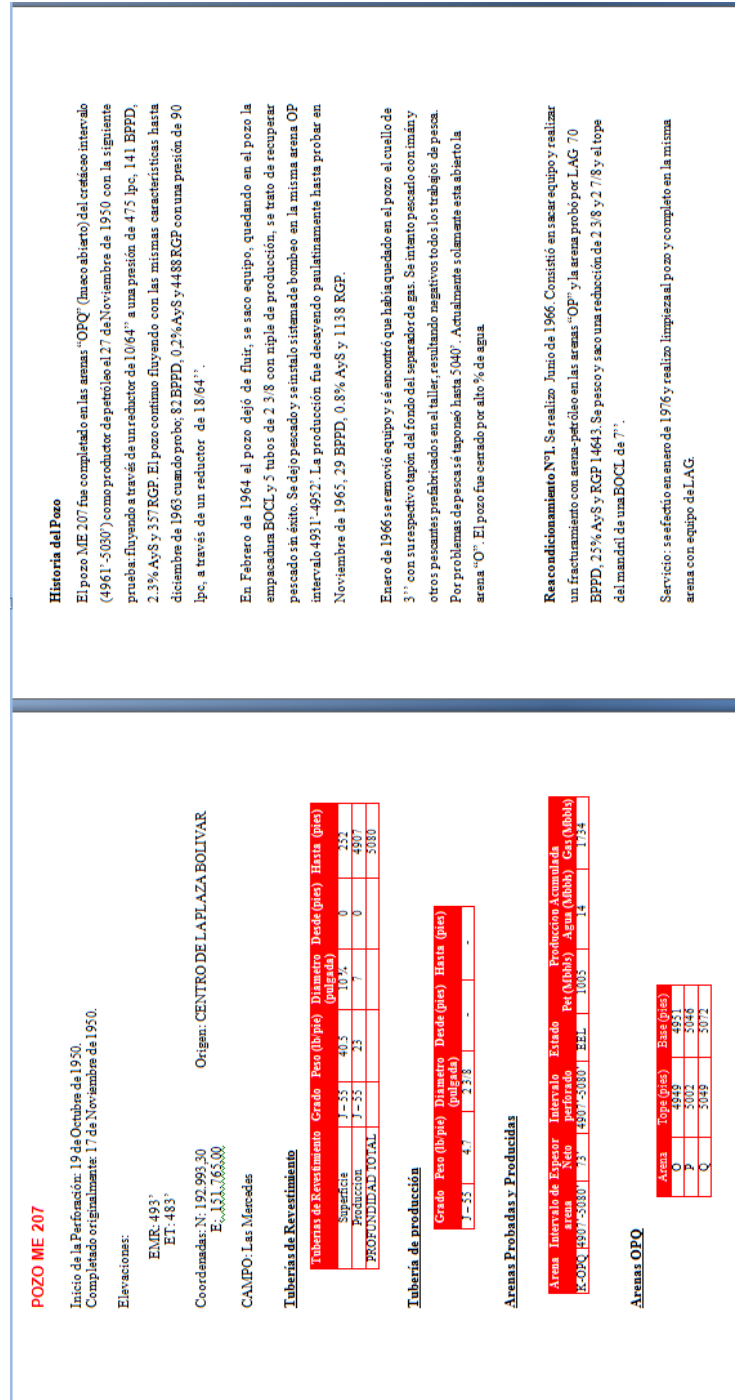 POZO ME 207
Inicio de la Perforación: 19 de Octubre de 1950.
Completado originalmente: 17 de Noviembre de 1950.
Elevaciones:
EMR: 493’
ET: 483’
Coordenadas: N: 192.993,30 Origen: CENTRO DE LA PLAZA BOLIVAR
E: 151.765,00
CAMPO: Las Mercedes
Tuberías de Revestimiento
Tuberias de Revestimiento Grado Peso (lb/pie) Diametro (pulgada) Desde (pies) Hasta (pies)
Superficie J – 55 40.5 10 ¾ 0 252
Produccion J – 55 23 7 0 4907
PROFUNDIDAD TOTAL 5080
Tubería de producción
Grado Peso (lb/pie) Diametro (pulgada) Desde (pies) Hasta (pies)
J – 55 4.7 2 3/8 - -
Arenas Probadas y Producidas
Arena Intervalo de arena Espesor Neto Intervalo perforado Estado Produccion Acumulada
Pet (Mbbls) Agua (Mbbls) Gas (Mbbls)
K-OPQ 4907’-5080’ 73’ 4907’-5080’ EEL 1005 14 1734
Arenas OPQ
Arena Tope (pies) Base (pies)
O 4949 4951
P 5002 5046
Q 5049 5072
Historia del Pozo
El pozo ME 207 fue completado en las arenas “OPQ” (hueco abierto) del cretáceo intervalo
(4961’-5030’) como productor de petróleo el 27 de Noviembre de 1950 con la siguiente
prueba: fluyendo a través de un reductor de 10/64’’ a una presión de 475 lpc, 141 BPPD,
2.3% AyS y 357 RGP. El pozo continuo fluyendo con las mismas características hasta
diciembre de 1963 cuando probo; 82 BPPD, 0,2% AyS y 4488 RGP con una presión de 90
lpc, a través de un reductor de 18/64’’.
En Febrero de 1964 el pozo dejó de fluir, se saco equipo, quedando en el pozo la
empacadura BOCL y 5 tubos de 2 3/8 con niple de producción, se trato de recuperar
pescado sin éxito. Se dejo pescado y se instalo sistema de bombeo en la misma arena OP
intervalo 4931’-4952’. La producción fue decayendo paulatinamente hasta probar en
Noviembre de 1965, 29 BPPD, 0.8% AyS y 1138 RGP.
Enero de 1966 se removió equipo y sé encontró que había quedado en el pozo el cuello de
3’’ con su respectivo tapón del fondo del separador de gas. Se intento pescarlo con imán y
otros pescantes prefabricados en el taller, resultando negativos todos los trabajos de pesca.
Por problemas de pesca sé taponeó hasta 5040’. Actualmente solamente esta abierto la
arena “O”. El pozo fue cerrado por alto % de agua.
Reacondicionamiento Nº1. Se realizo Junio de 1966. Consistió en sacar equipo y realizar
un fracturamiento con arena-petróleo en las arenas “OP” y la arena probó por LAG 70
BPPD, 25% AyS y RGP 14643. Se pesco y saco una reducción de 2 3/8 y 2 7/8 y el tope
del mandril de una BOCL de 7’’.
Servicio: se efectúo en enero de 1976 y realizo limpieza al pozo y completo en la misma
arena con equipo de LAG.